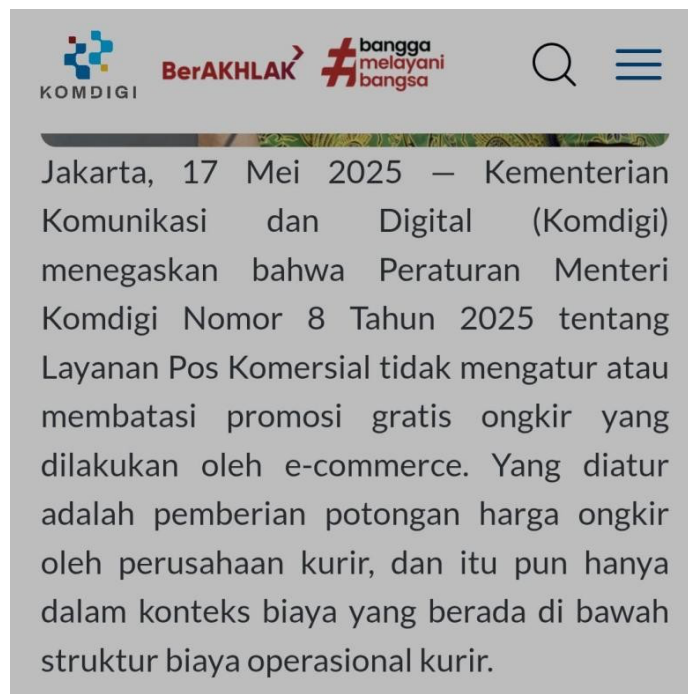 KOMDIGI
BerAKHLAK
#bangga
melayani
bangsa
Jakarta, 17 Mei 2025 — Kementerian
Komunikasi dan Digital (Komdigi)
menegaskan bahwa Peraturan Menteri
Komdigi Nomor 8 Tahun 2025 tentang
Layanan Pos Komersial tidak mengatur atau
membatasi promosi gratis ongkir yang
dilakukan oleh e-commerce. Yang diatur
adalah pemberian potongan harga ongkir
oleh perusahaan kurir, dan itu pun hanya
dalam konteks biaya yang berada di bawah
struktur biaya operasional kurir.